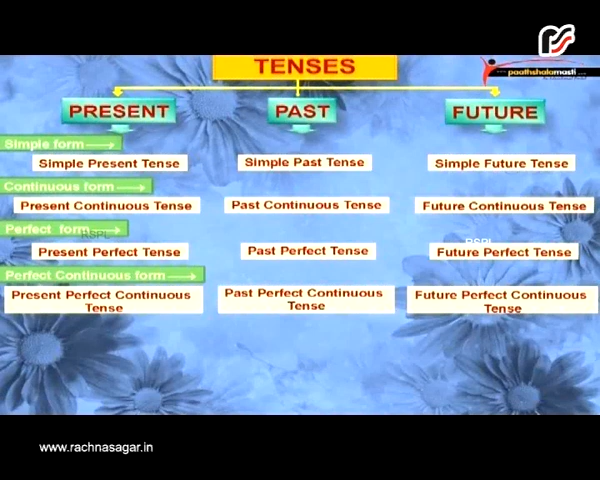 TENSES
paathshalamasti
PRESENT PAST FUTURE
Simple form
Simple Present Tense Simple Past Tense Simple Future Tense
Continuous form
Present Continuous Tense Past Continuous Tense Future Continuous Tense
Perfect form
RSPL RSPL
Present Perfect Tense Past Perfect Tense Future Perfect Tense
Perfect Continuous form
Present Perfect Continuous Past Perfect Continuous Future Perfect Continuous
Tense Tense Tense
www.rachnasagar.in